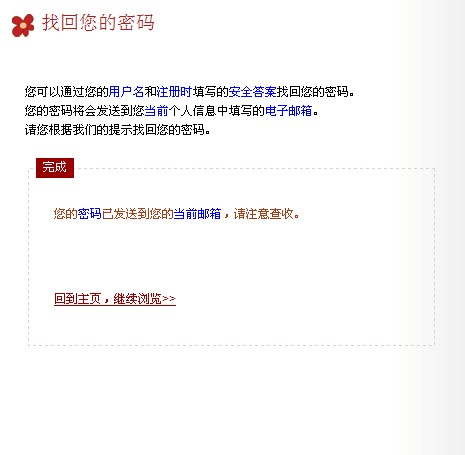 找回您的密码
您可以通过您的用户名和注册时填写的安全答案找回您的密码。
您的密码将会发送到您当前个人信息中填写的电子邮箱。
请您根据我们的提示找回您的密码。
完成
您的密码已发送到您的当前邮箱，请注意查收。
回到主页，继续浏览>>